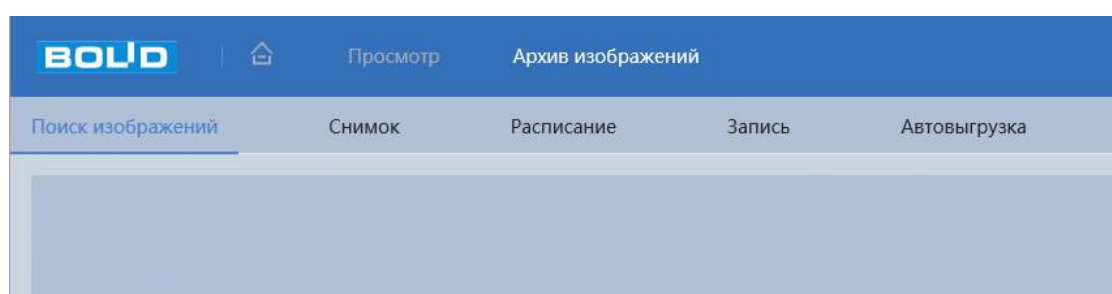 BOLID Просмотр Архив изображений
Поиск изображений Снимок Расписание Запись Автовыгрузка